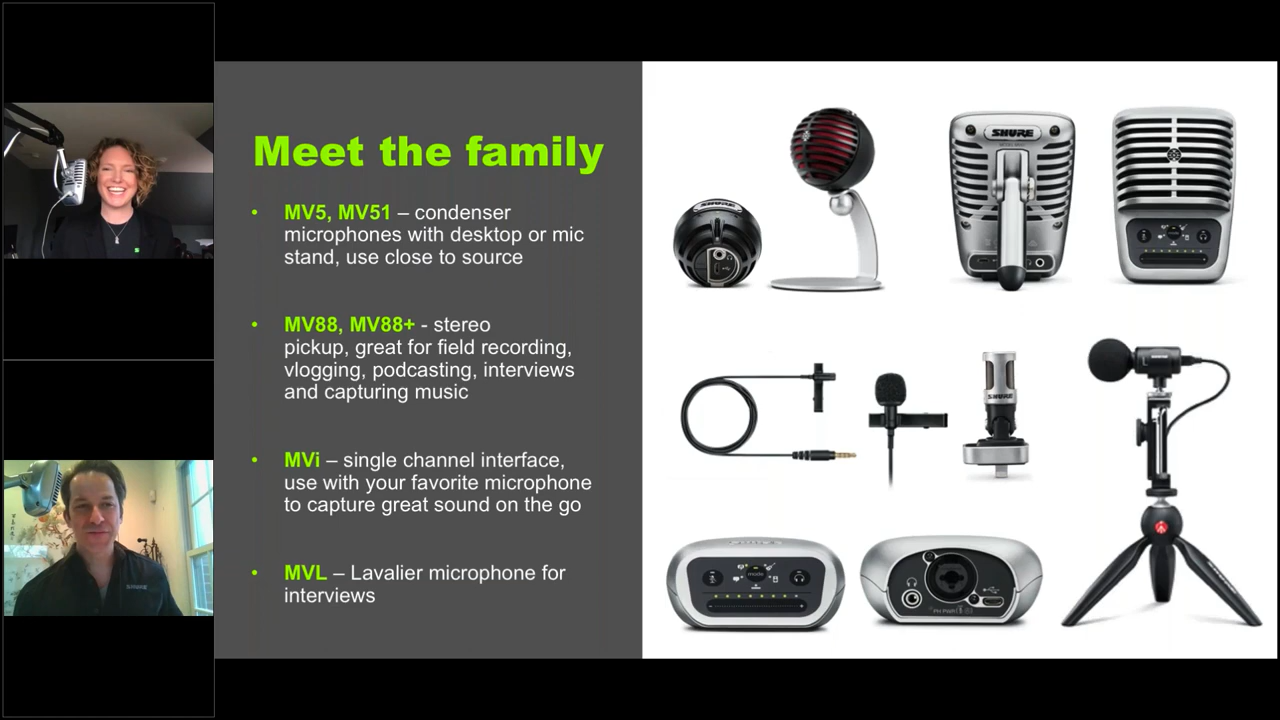 Meet the family
• MV5, MV51 – condenser
microphones with desktop or mic
stand, use close to source
• MV88, MV88+ - stereo
pickup, great for field recording,
vlogging, podcasting, interviews
and capturing music
• MVi – single channel interface,
use with your favorite microphone
to capture great sound on the go
• MVL – Lavalier microphone for
interviews
SHURE
SHURE
SHURE
mode
SHURE